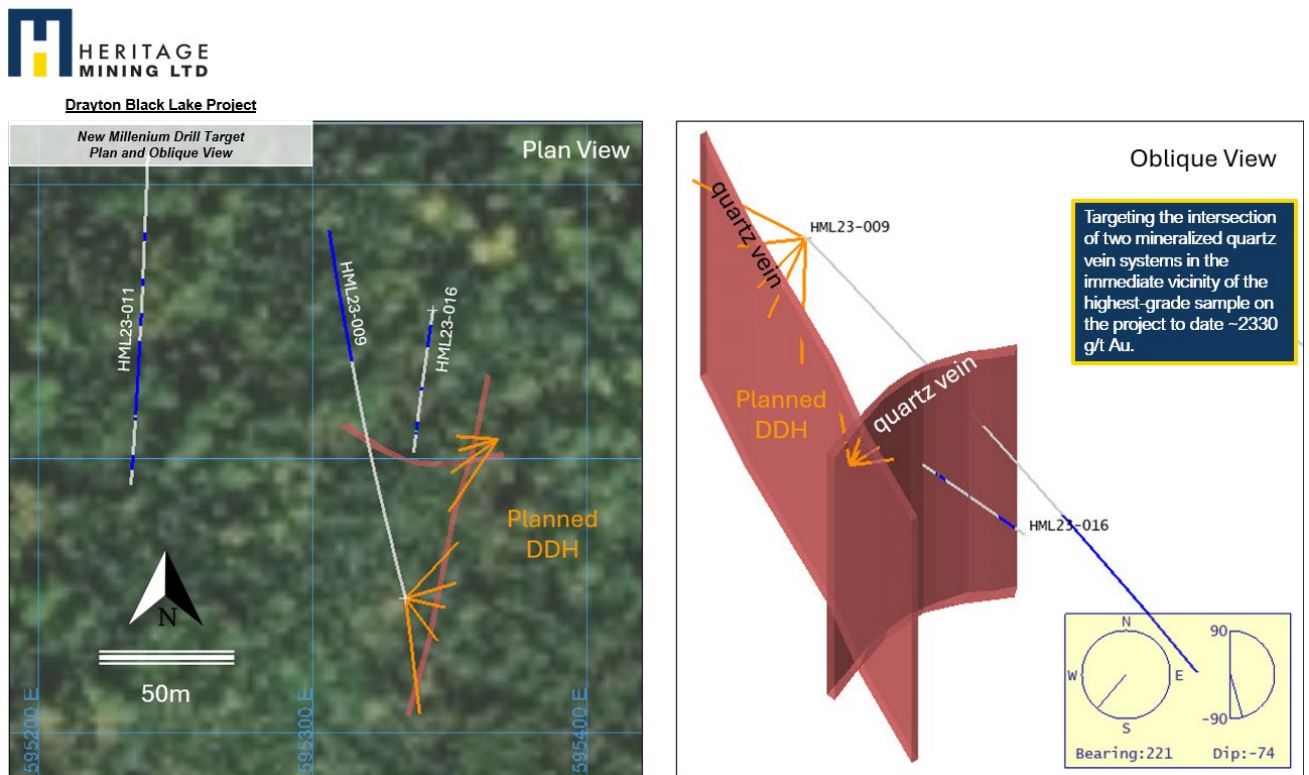 HERITAGE
MINING LTD
Drayton Black Lake Project
New Millenium Drill Target
Plan and Oblique View
Plan View
HML23-011
HML23-009
HML23-016
Planned
DDH
N
50m
595200 E
595300 E
595400 E
Oblique View
quartz vein
HML23-009
Targeting the intersection
of two mineralized quartz
vein systems in the
immediate vicinity of the
highest-grade sample on
the project to date ~2330
g/t Au.
Planned
DDH
quartz vein
HML23-016
N
W
E
S
90
-90
Bearing:221
Dip:-74